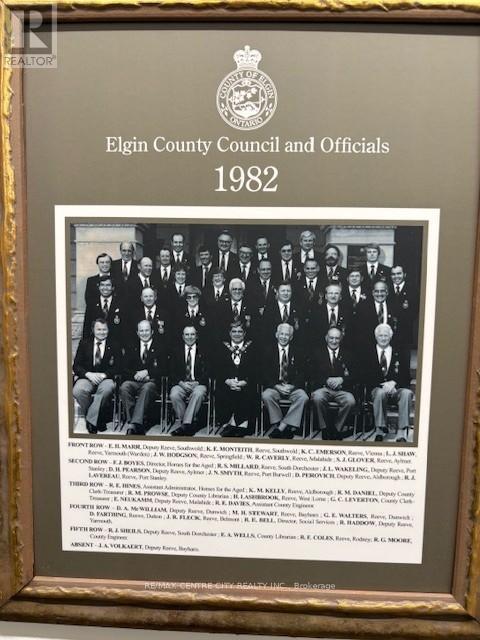 R
REALTOR®
COUNTY OF ELGIN
ONTARIO
Elgin County Council and Officials
1982
FRONT ROW - E. H. MARR, Deputy Reeve, Southwold; K. E. MONTEITH, Reeve, Southwold; K. C. EMERSON, Reeve, Vienna; L. J. SHAW,
Reeve, Yarmouth (Warden); J. W. HODGSON, Reeve, Springfield; W. R. CAVERLY, Reeve, Malahide; S. J. GLOVER, Reeve, Aylmer.
SECOND ROW - F. J. BOYES, Director, Homes for the Aged; R. S. MILLARD, Reeve, South Dorchester; J. L. WAKELING, Deputy Reeve, Port
Stanley; D. H. PEARSON, Deputy Reeve, Aylmer; J. N. SMYTH, Reeve, Port Burwell; D. PEROVICH, Deputy Reeve, Aldborough; R. J.
LAVEREAU, Reeve, Port Stanley.
THIRD ROW - R. E. HINES, Assistant Administrator, Homes for the Aged; K. M. KELLY, Reeve, Aldborough; R. M. DANIEL, Deputy County
Clerk-Treasurer; R. M. PROWSE, Deputy County Librarian; H. LASHBROOK, Reeve, West Lorne; G. C. LEVERTON, County Clerk-
Treasurer; E. NEUKAMM, Deputy Reeve, Malahide; R. E. DAVIES, Assistant County Engineer.
FOURTH ROW - D. A. McWILLIAM, Deputy Reeve, Dunwich; M. H. STEWART, Reeve, Bayham; G. E. WALTERS, Reeve, Dunwich;
D. FARTHING, Reeve, Dutton; J. R. FLECK, Reeve, Belmont; R. E. BELL, Director, Social Services; R. HADDOW, Deputy Reeve,
Yarmouth.
FIFTH ROW - R. J. SHEILS, Deputy Reeve, South Dorchester; E. A. WELLS, County Librarian; R. F. COLES, Reeve, Rodney; R. G. MOORE,
County Engineer.
ABSENT - J. A. VOLKAERT, Deputy Reeve, Bayham.
RE/MAX CENTRE CITY REALTY INC., Brokerage